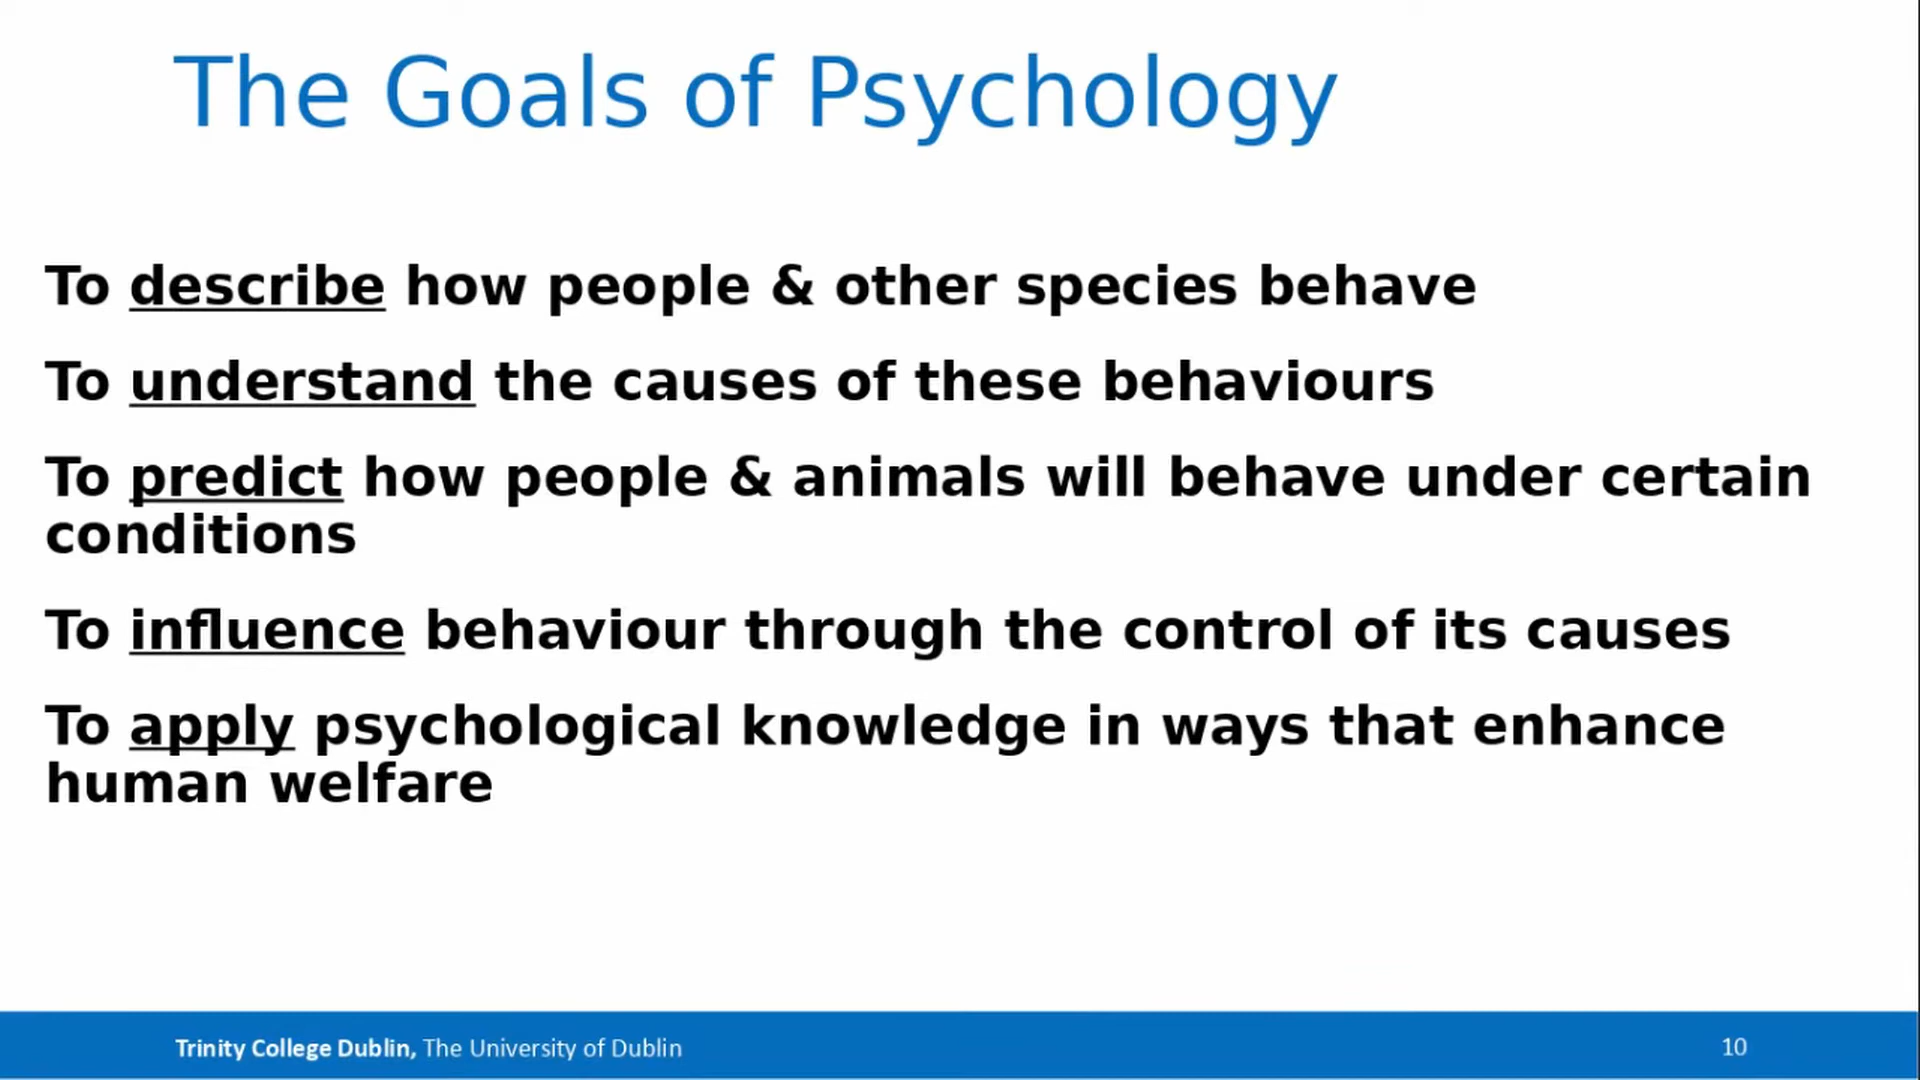 The Goals of Psychology
To describe how people & other species behave
To understand the causes of these behaviours
To predict how people & animals will behave under certain
conditions
To influence behaviour through the control of its causes
To apply psychological knowledge in ways that enhance
human welfare
Trinity College Dublin, The University of Dublin
10